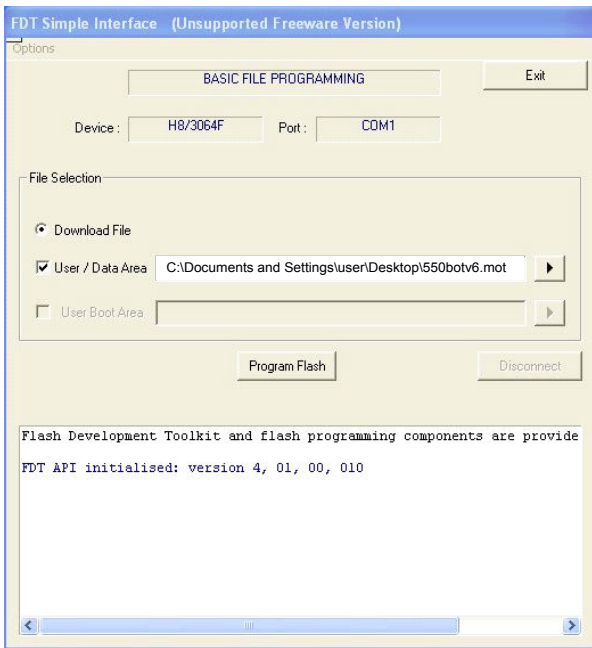 FDT Simple Interface (Unsupported Freeware Version)
Options
BASIC FILE PROGRAMMING
Exit
Device : H8/3064F Port : COM1
File Selection
Download File
User / Data Area C:\Documents and Settings\user\Desktop\550botv6.mot
User Boot Area
Program Flash Disconnect
Flash Development Toolkit and flash programming components are provide
FDT API initialised: version 4, 01, 00, 010